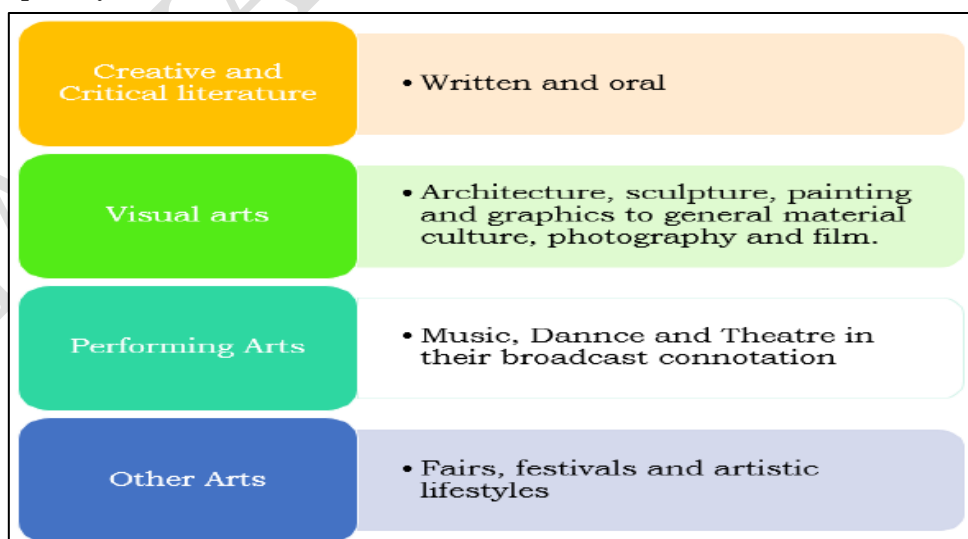 Creative and
Critical literature
• Written and oral
Visual arts
• Architecture, sculpture, painting
and graphics to general material
culture, photography and film.
Performing Arts
• Music, Dannce and Theatre in
their broadcast connotation
Other Arts
• Fairs, festivals and artistic
lifestyles